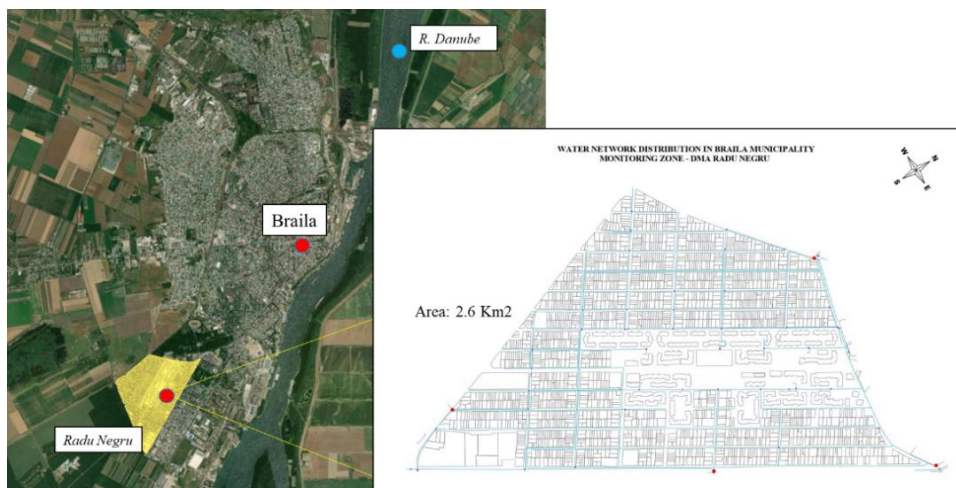 R. Danube
Braila
Radu Negru
WATER NETWORK DISTRIBUTION IN BRAILA MUNICIPALITY
MONITORING ZONE - DMA RADU NEGRU
W
N
S
E
Area: 2.6 Km2